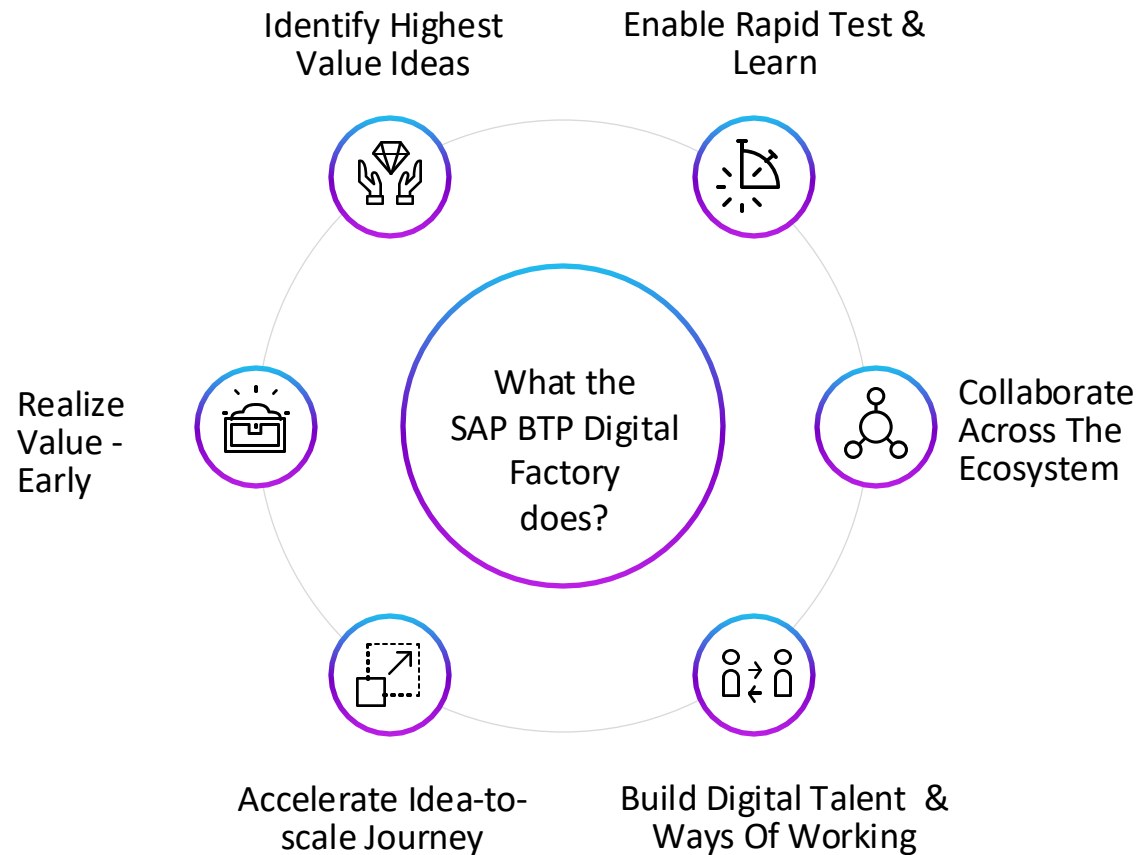 Identify Highest
Value Ideas
Enable Rapid Test &
Learn
Realize
Value -
Early
What the
SAP BTP Digital
Factory
does?
Collaborate
Across The
Ecosystem
Accelerate Idea-to-
scale Journey
Build Digital Talent  &
Ways Of Working